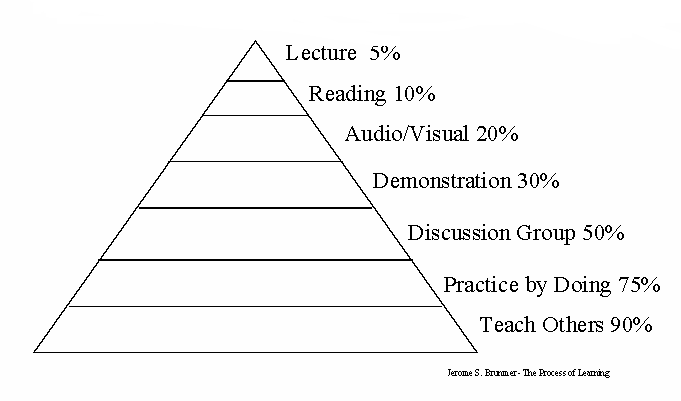 Lecture 5%
Reading 10%
Audio/Visual 20%
Demonstration 30%
Discussion Group 50%
Practice by Doing 75%
Teach Others 90%
Jerome S. Brunner - The Process of Learning